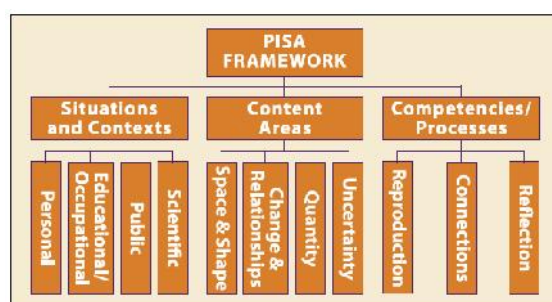 PISA
FRAMEWORK
Situations
and Contexts
Content
Areas
Competencies/
Processes
Personal
Educational/
Occupational
Public
Scientific
Space & Shape
Change &
Relationships
Quantity
Uncertainty
Reproduction
Connections
Reflection